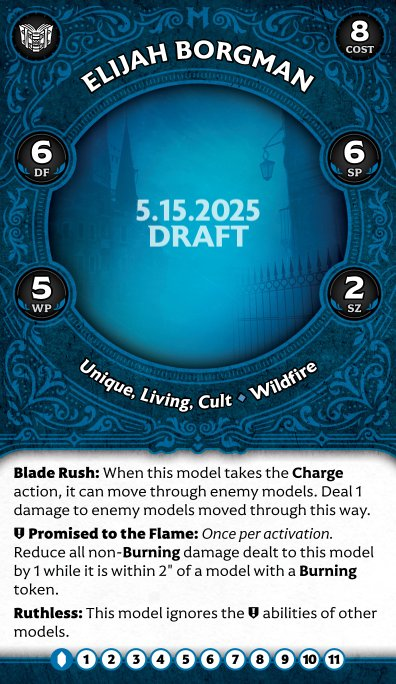 8
COST
ELIJAH BORGMAN
6
DF
6
SP
5.15.2025
DRAFT
5
WP
2
SZ
Unique, Living, Cult ◆ Wildfire
Blade Rush: When this model takes the Charge
action, it can move through enemy models. Deal 1
damage to enemy models moved through this way.
Promised to the Flame: Once per activation.
Reduce all non-Burning damage dealt to this model
by 1 while it is within 2" of a model with a Burning
token.
Ruthless: This model ignores the abilities of other
models.
1 2 3 4 5 6 7 8 9 10 11